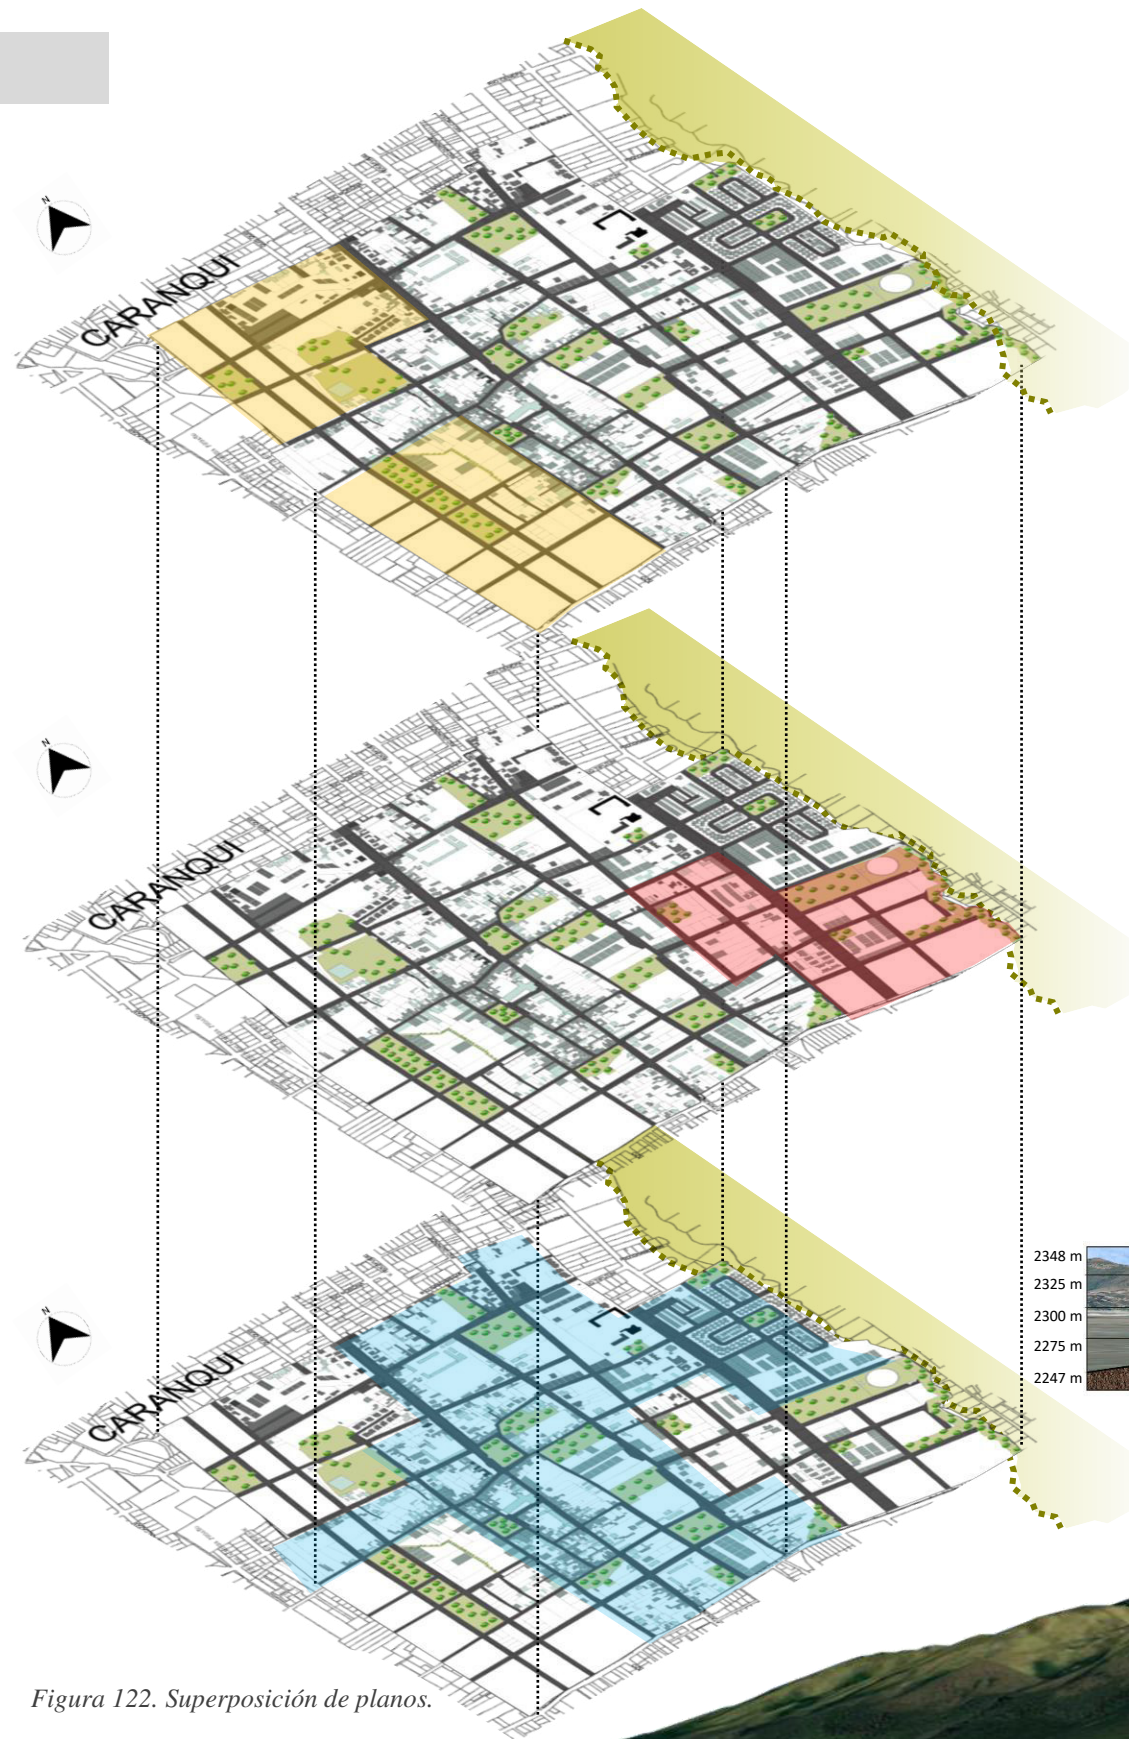 N
CARANQUI
N
CARANQUI
2348 m
2325 m
2300 m
2275 m
2247 m
N
CARANQUI
Figura 122. Superposición de planos.